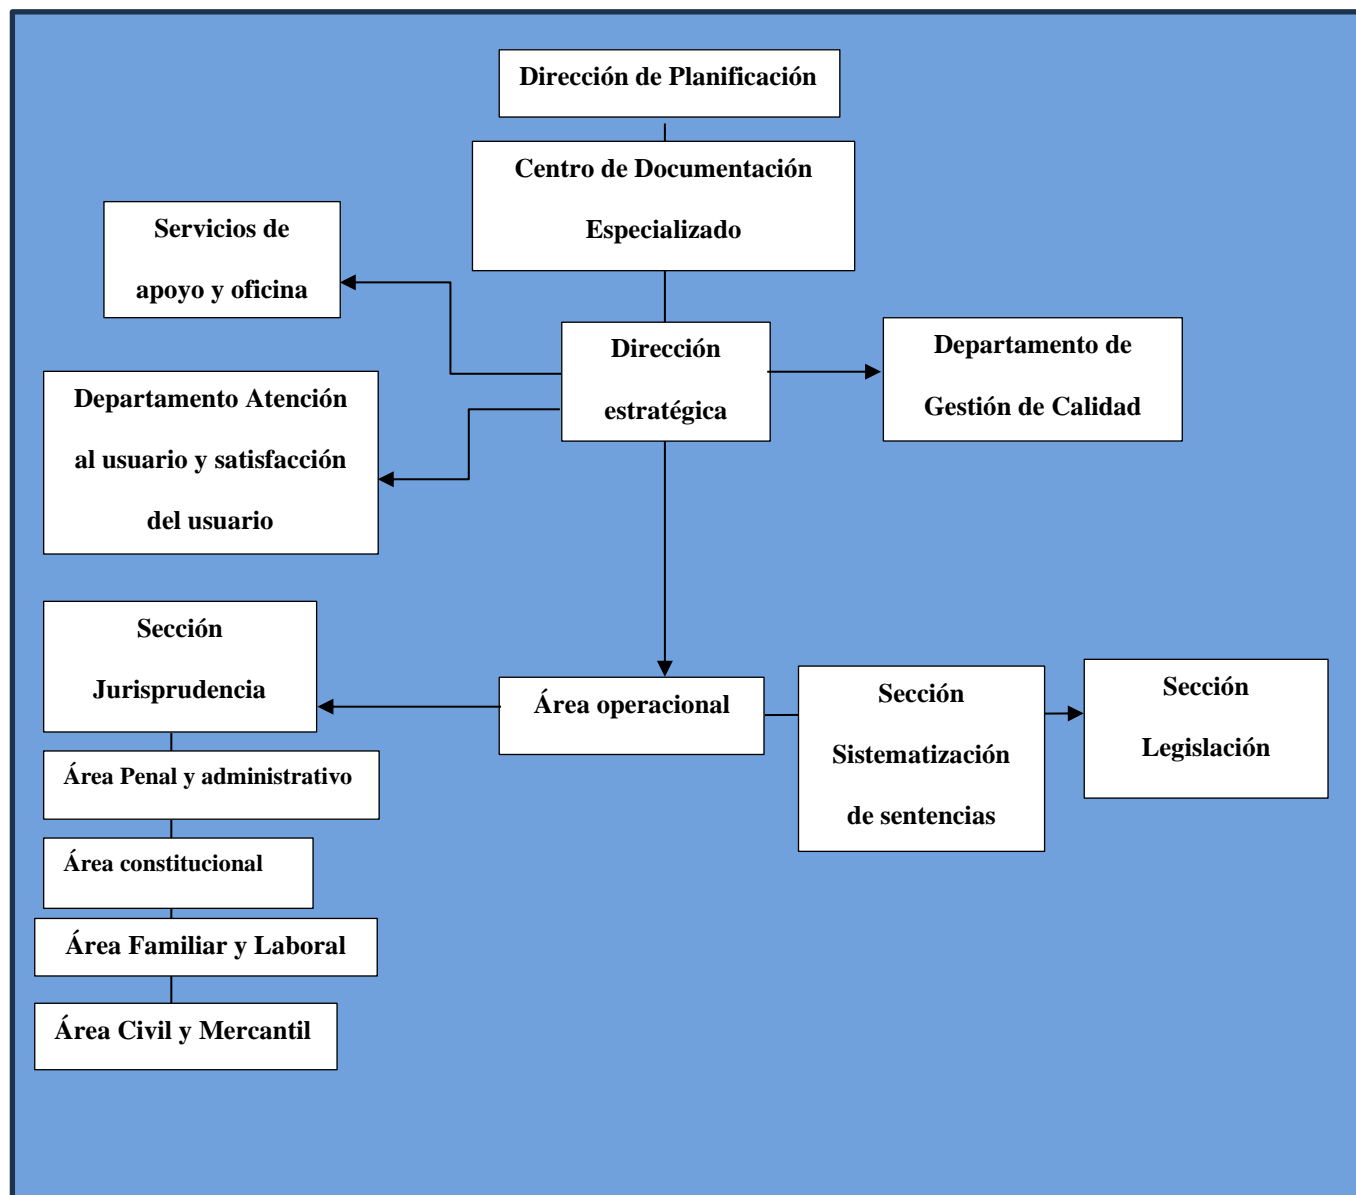 Dirección de Planificación
Centro de Documentación
Especializado
Servicios de
apoyo y oficina
Dirección
estratégica
Departamento de
Gestión de Calidad
Departamento Atención
al usuario y satisfacción
del usuario
Sección
Jurisprudencia
Área operacional
Sección
Sistematización
de sentencias
Sección
Legislación
Área Penal y administrativo
Área constitucional
Área Familiar y Laboral
Área Civil y Mercantil